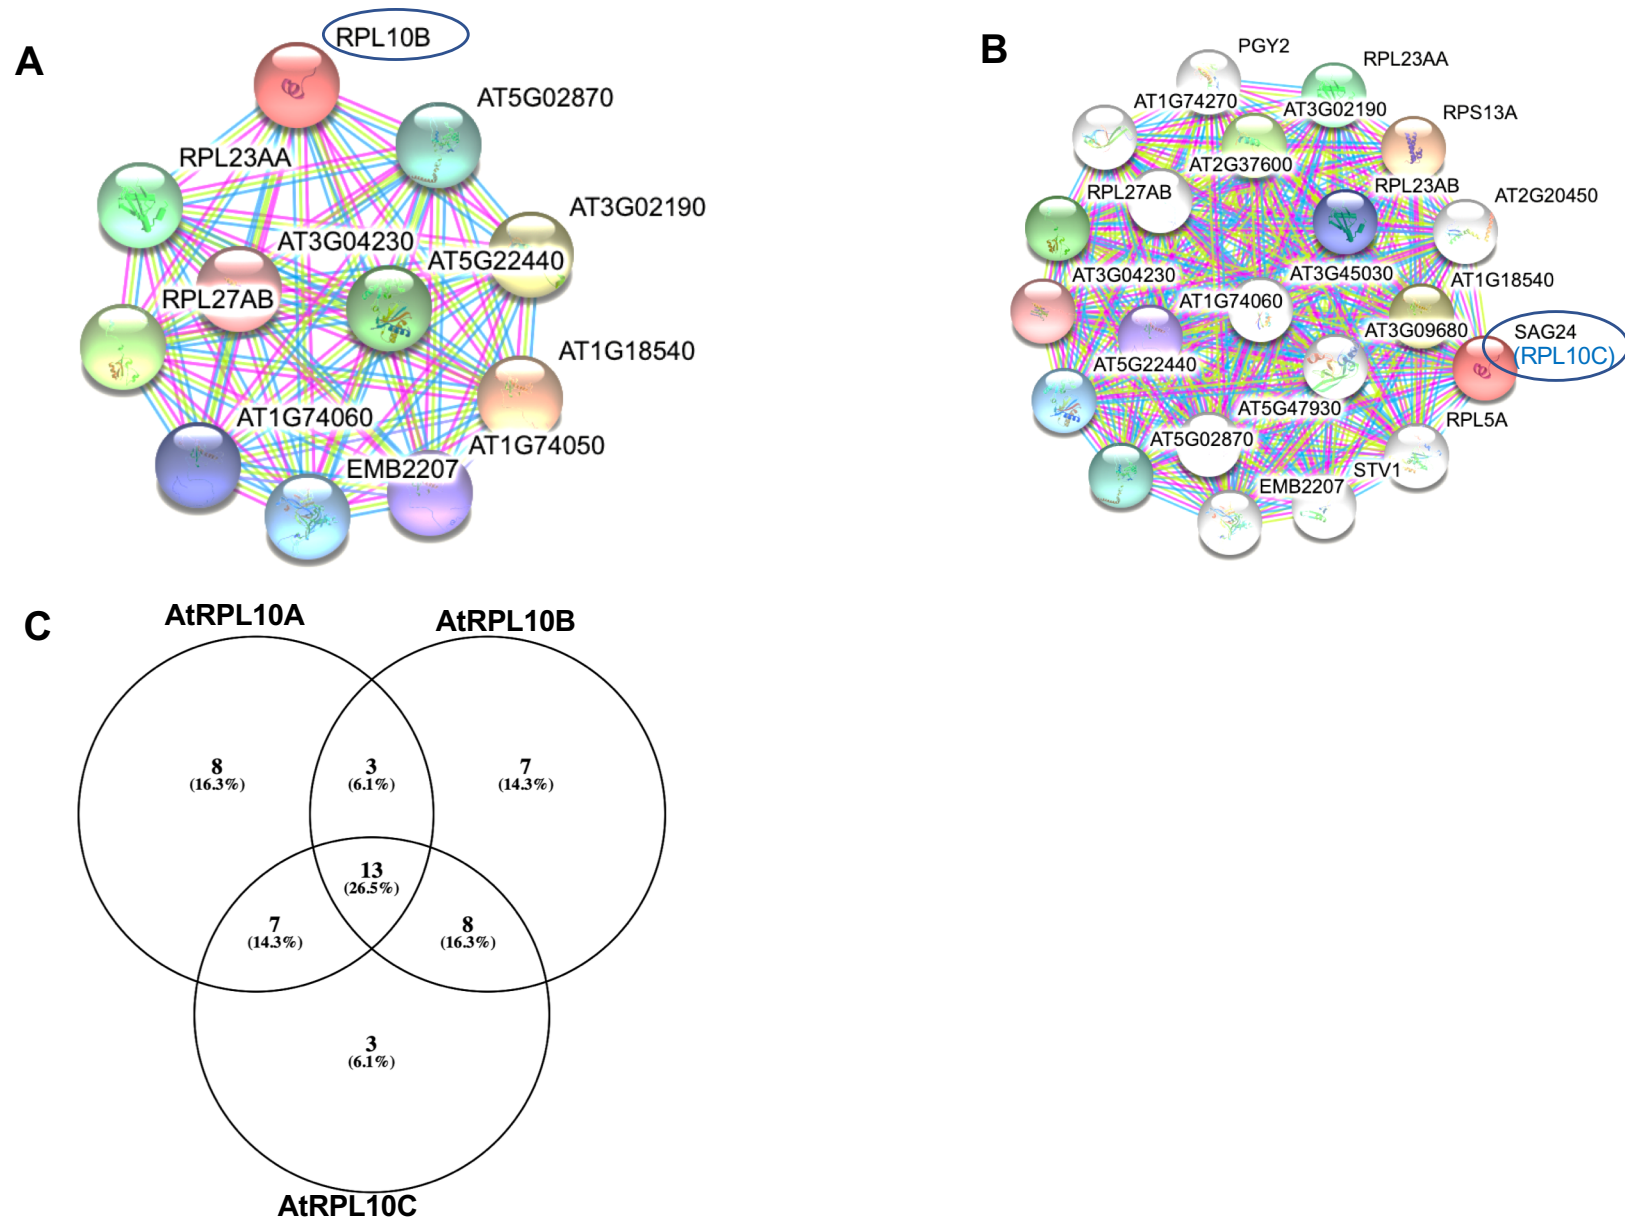 A
RPL10B
AT5G02870
RPL23AA
AT3G02190
AT3G04230
AT5G22440
RPL27AB
AT1G18540
AT1G74060
AT1G74050
EMB2207
B
PGY2
RPL23AA
AT1G74270
AT3G02190
RPS13A
AT2G37600
RPL27AB
RPL23AB
AT2G20450
AT3G04230
AT3G45030
AT1G18540
AT1G74060
AT3G09680
SAG24
(RPL10C)
AT5G22440
AT5G47930
RPL5A
AT5G02870
STV1
EMB2207
C
AtRPL10A
AtRPL10B
8
(16.3%)
3
(6.1%)
7
(14.3%)
13
(26.5%)
7
(14.3%)
8
(16.3%)
3
(6.1%)
AtRPL10C